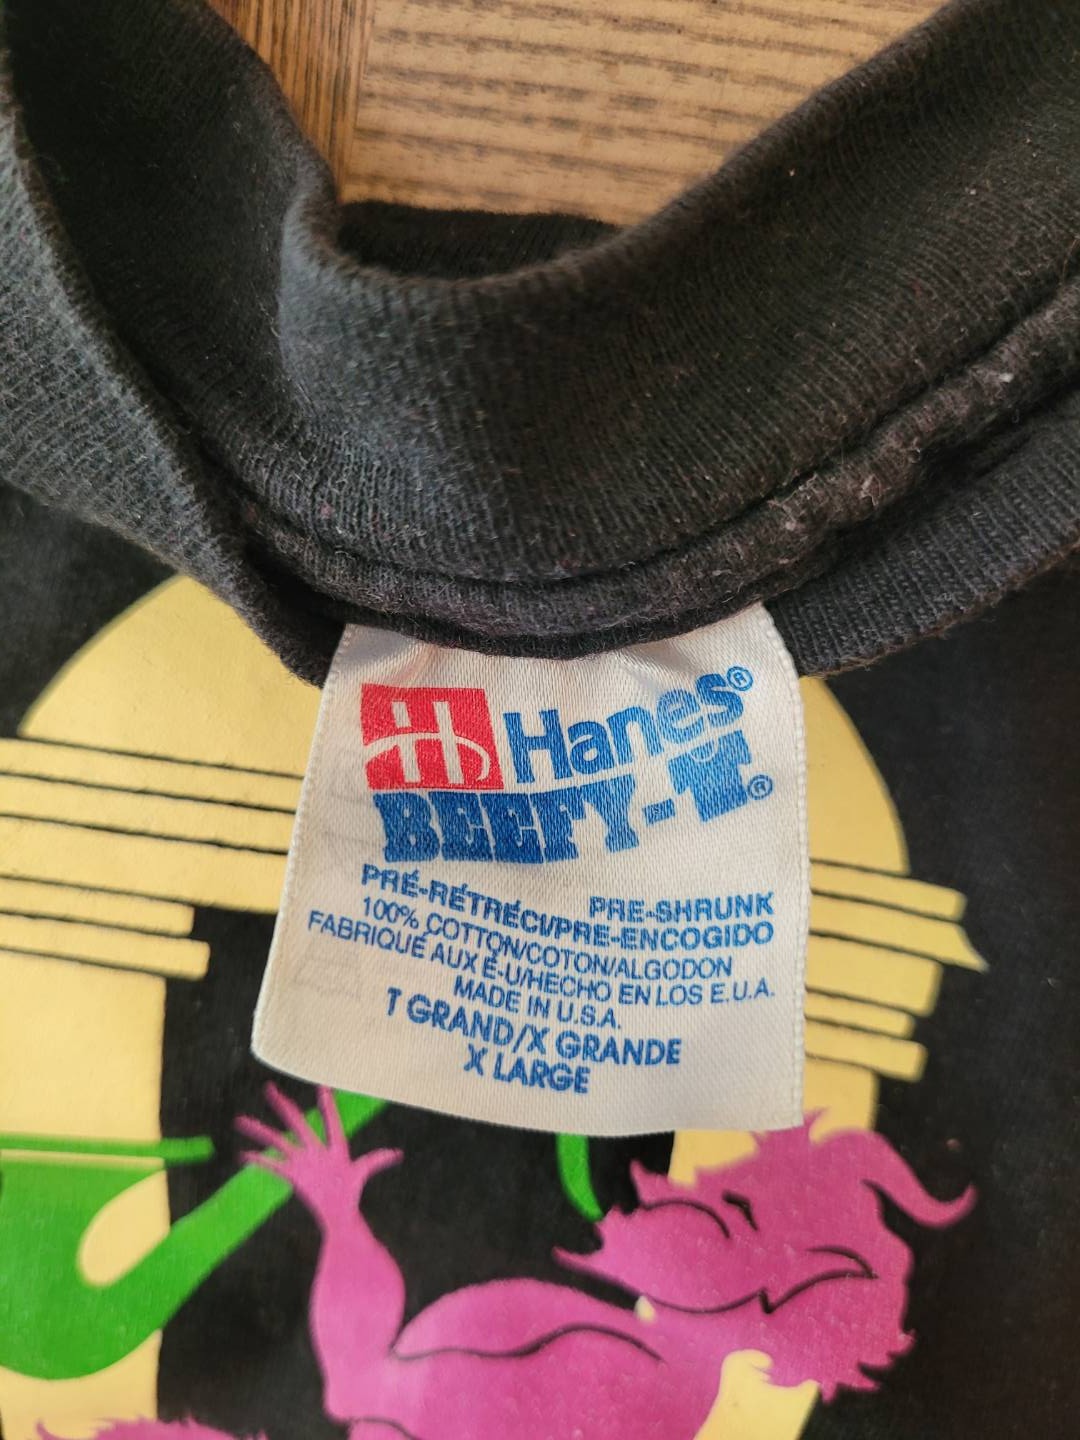 H Hanes®
BEEFY-T®
PRÉ-RÉTRÉCI/PRE-SHRUNK
PRE-ENCOGIDO
100% COTTON/COTON/ALGODON
FABRIQUÉ AUX É-U/HECHO EN LOS E.U.A.
MADE IN U.S.A.
T GRAND/X GRANDE
X LARGE